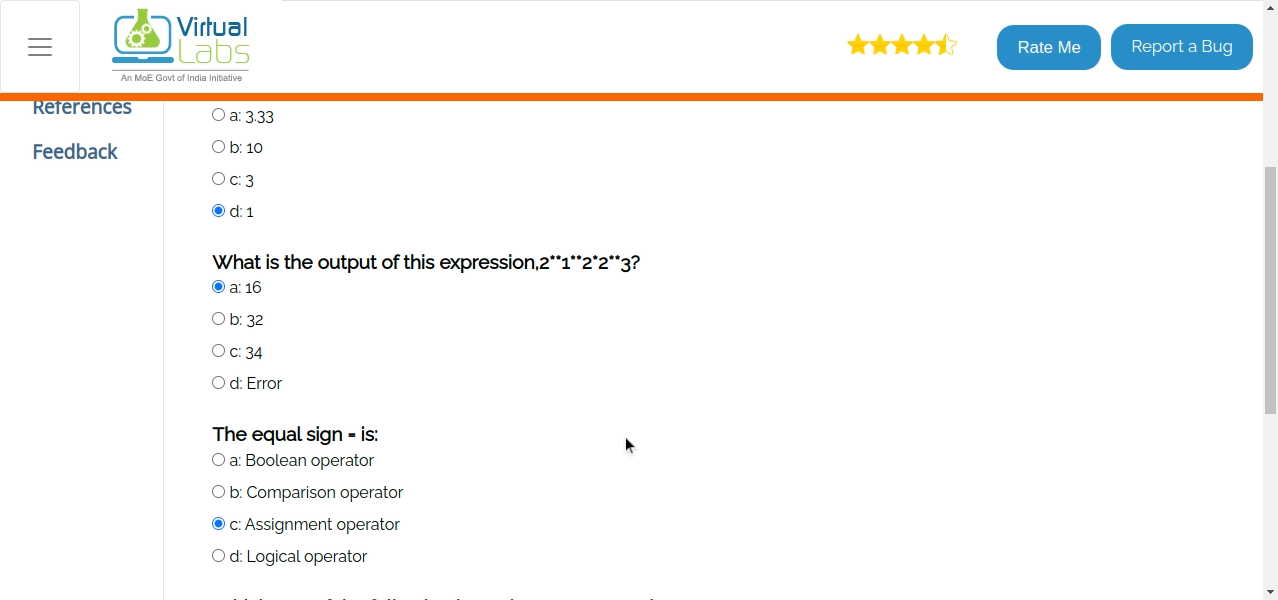 Virtual
Labs
An MoE Govt of India Initiative
Rate Me
Report a Bug
References
Feedback
a: 3.33
b: 10
c: 3
d: 1
What is the output of this expression,2**1**2*2**3?
a: 16
b: 32
c: 34
d: Error
The equal sign = is:
a: Boolean operator
b: Comparison operator
c: Assignment operator
d: Logical operator